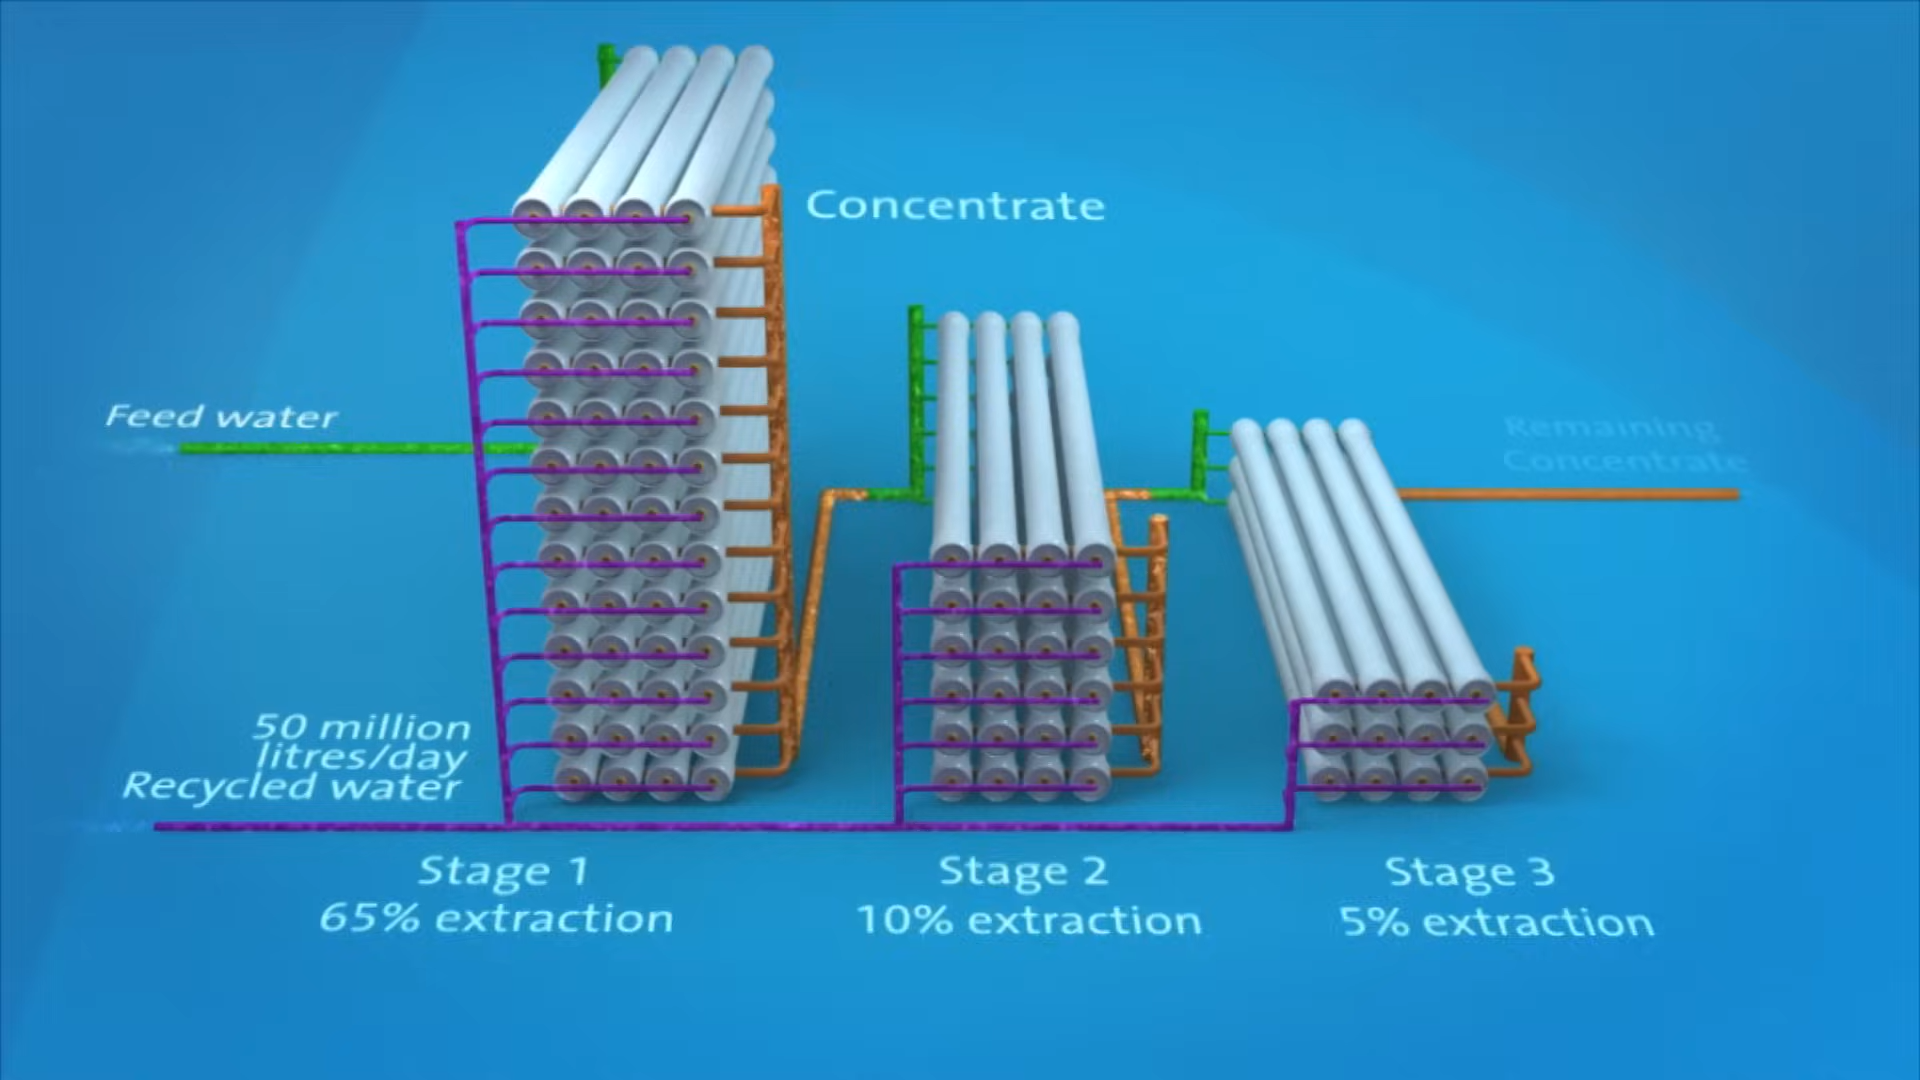 Concentrate
Feed water
Remaining
Concentrate
50 million
litres/day
Recycled water
Stage 1
65% extraction
Stage 2
10% extraction
Stage 3
5% extraction